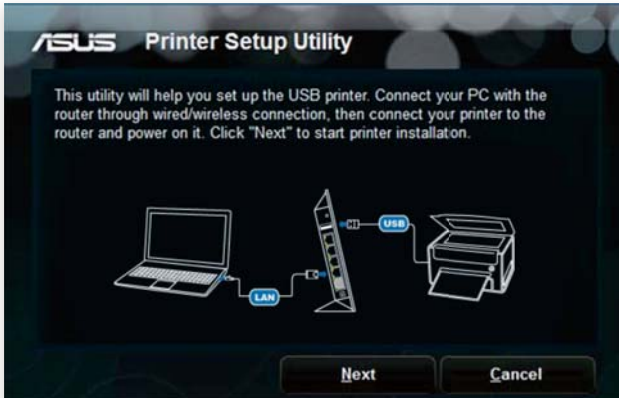 ASUS Printer Setup Utility
This utility will help you set up the USB printer. Connect your PC with the
router through wired/wireless connection, then connect your printer to the
router and power on it. Click "Next" to start printer installaton.
USB
LAN
Next Cancel